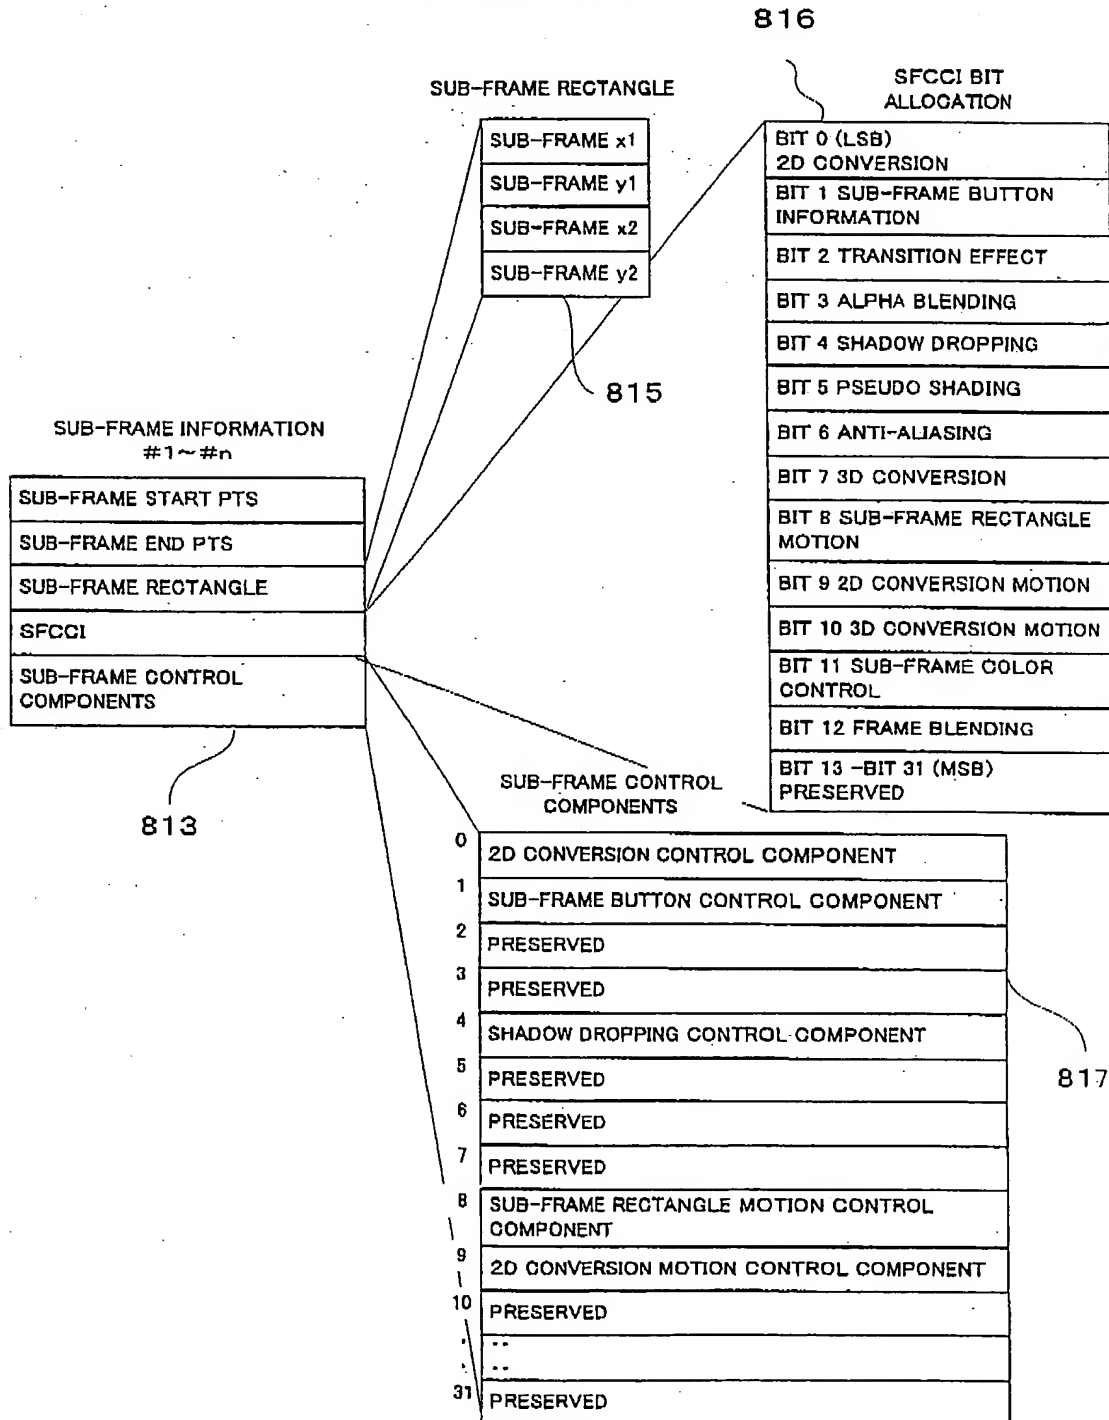 816
SUB-FRAME RECTANGLE
SUB-FRAME x1
SUB-FRAME y1
SUB-FRAME x2
SUB-FRAME y2
815
SFCCI BIT
ALLOCATION
BIT 0 (LSB)
2D CONVERSION
BIT 1 SUB-FRAME BUTTON
INFORMATION
BIT 2 TRANSITION EFFECT
BIT 3 ALPHA BLENDING
BIT 4 SHADOW DROPPING
BIT 5 PSEUDO SHADING
BIT 6 ANTI-ALIASING
BIT 7 3D CONVERSION
BIT 8 SUB-FRAME RECTANGLE
MOTION
BIT 9 2D CONVERSION MOTION
BIT 10 3D CONVERSION MOTION
BIT 11 SUB-FRAME COLOR
CONTROL
BIT 12 FRAME BLENDING
BIT 13 -BIT 31 (MSB)
PRESERVED
SUB-FRAME INFORMATION
#1~#n
SUB-FRAME START PTS
SUB-FRAME END PTS
SUB-FRAME RECTANGLE
SFCCI
SUB-FRAME CONTROL
COMPONENTS
813
SUB-FRAME CONTROL
COMPONENTS
0 2D CONVERSION CONTROL COMPONENT
1 SUB-FRAME BUTTON CONTROL COMPONENT
2 PRESERVED
3 PRESERVED
4 SHADOW DROPPING CONTROL COMPONENT
5 PRESERVED
6 PRESERVED
7 PRESERVED
8 SUB-FRAME RECTANGLE MOTION CONTROL
COMPONENT
9 2D CONVERSION MOTION CONTROL COMPONENT
10 PRESERVED
. ..
. ..
31 PRESERVED
817